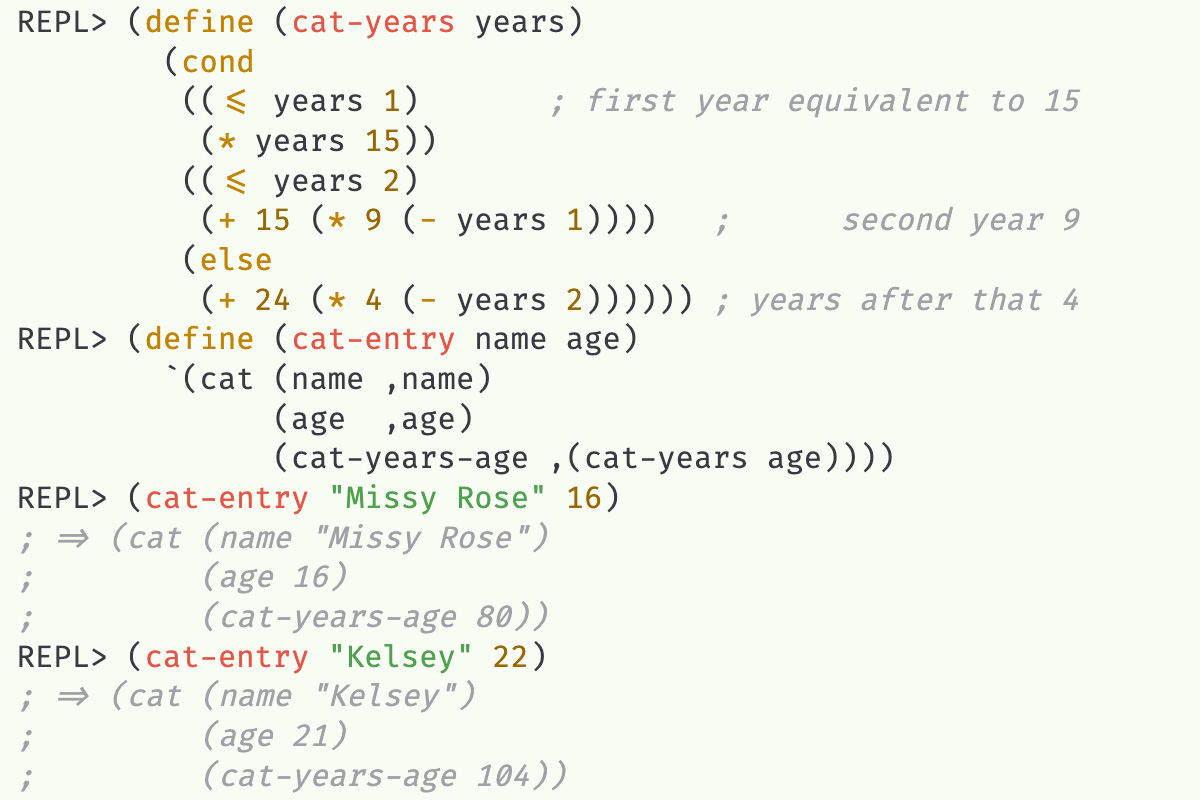 REPL> (define (cat-years years)
        (cond
         ((<= years 1)       ; first year equivalent to 15
          (* years 15))
         ((<= years 2)
          (+ 15 (* 9 (- years 1))))   ;      second year 9
         (else
          (+ 24 (* 4 (- years 2)))))) ; years after that 4
REPL> (define (cat-entry name age)
        `(cat (name ,name)
              (age  ,age)
              (cat-years-age ,(cat-years age))))
REPL> (cat-entry "Missy Rose" 16)
; => (cat (name "Missy Rose")
;         (age 16)
;         (cat-years-age 80))
REPL> (cat-entry "Kelsey" 22)
; => (cat (name "Kelsey")
;         (age 21)
;         (cat-years-age 104))